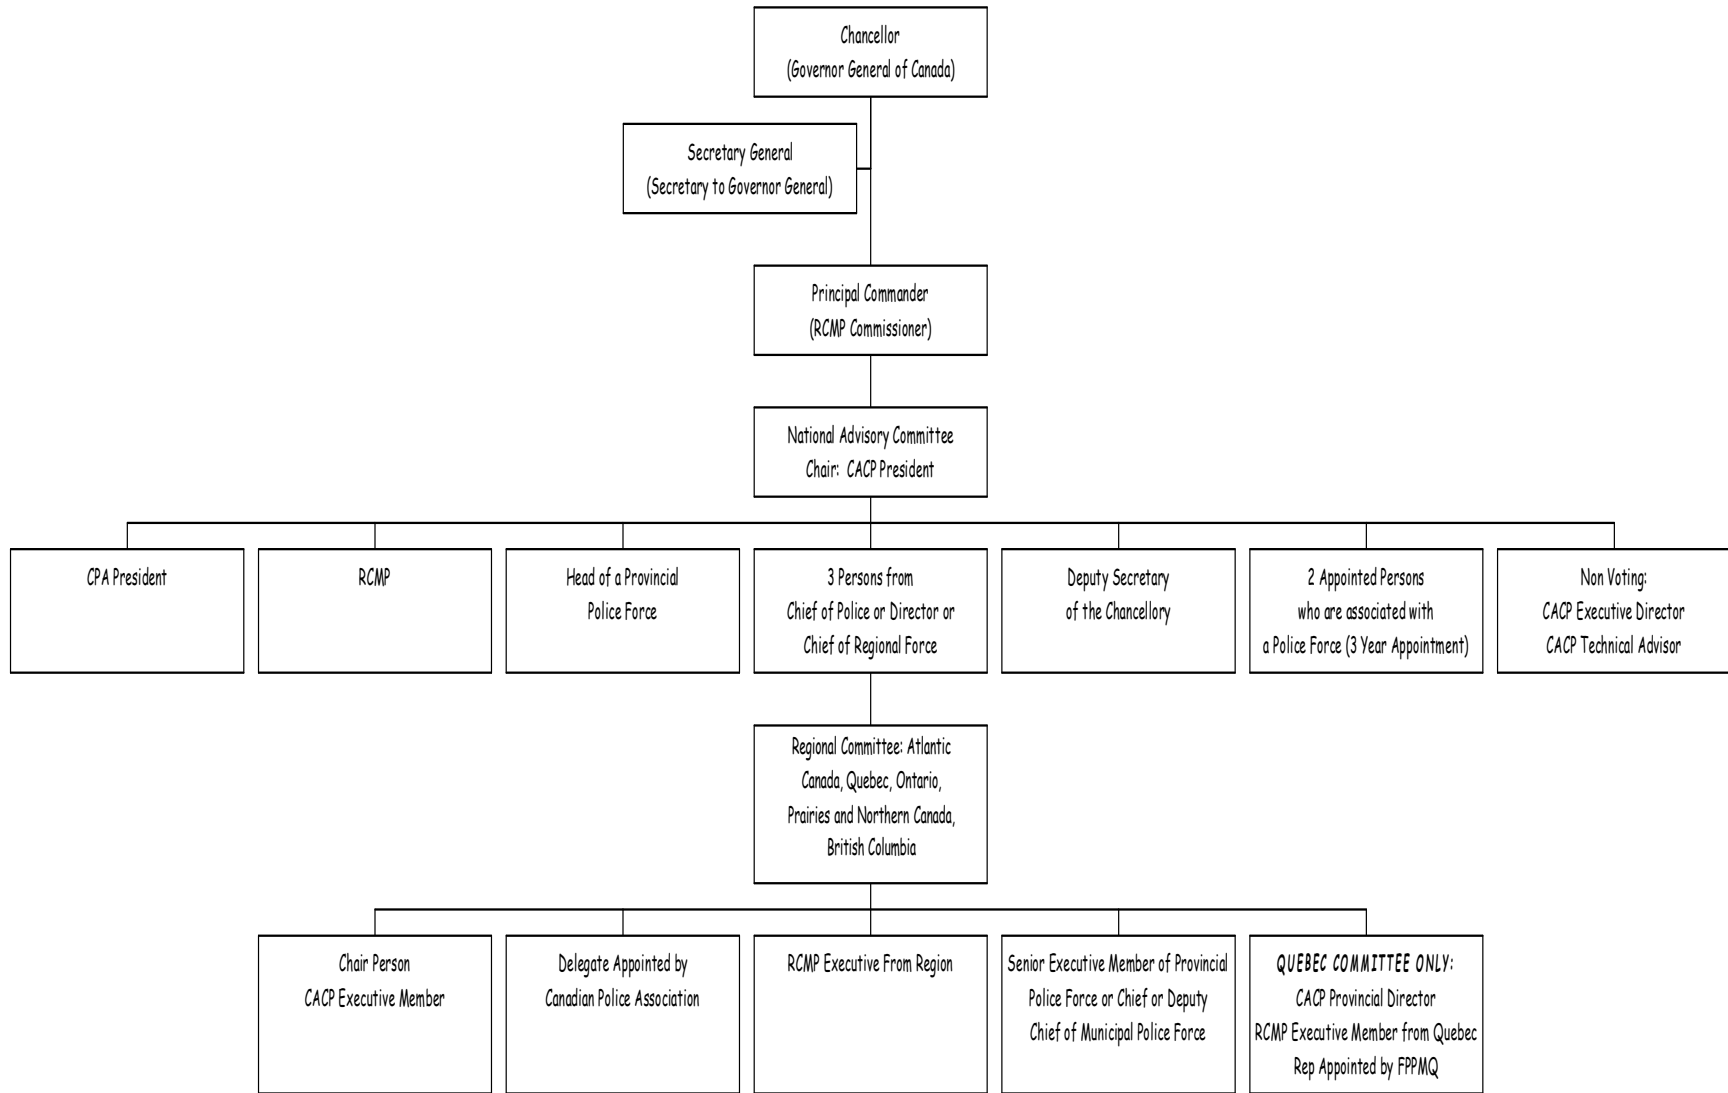 Chancellor
(Governor General of Canada)
Secretary General
(Secretary to Governor General)
Principal Commander
(RCMP Commissioner)
National Advisory Committee
Chair: CACP President
CPA President
RCMP
Head of a Provincial
Police Force
3 Persons from
Chief of Police or Director or
Chief of Regional Force
Deputy Secretary
of the Chancellory
2 Appointed Persons
who are associated with
a Police Force (3 Year Appointment)
Non Voting:
CACP Executive Director
CACP Technical Advisor
Regional Committee: Atlantic
Canada, Quebec, Ontario,
Prairies and Northern Canada,
British Columbia
Chair Person
CACP Executive Member
Delegate Appointed by
Canadian Police Association
RCMP Executive From Region
Senior Executive Member of Provincial
Police Force or Chief or Deputy
Chief of Municipal Police Force
QUEBEC COMMITTEE ONLY:
CACP Provincial Director
RCMP Executive Member from Quebec
Rep Appointed by FPPMQ